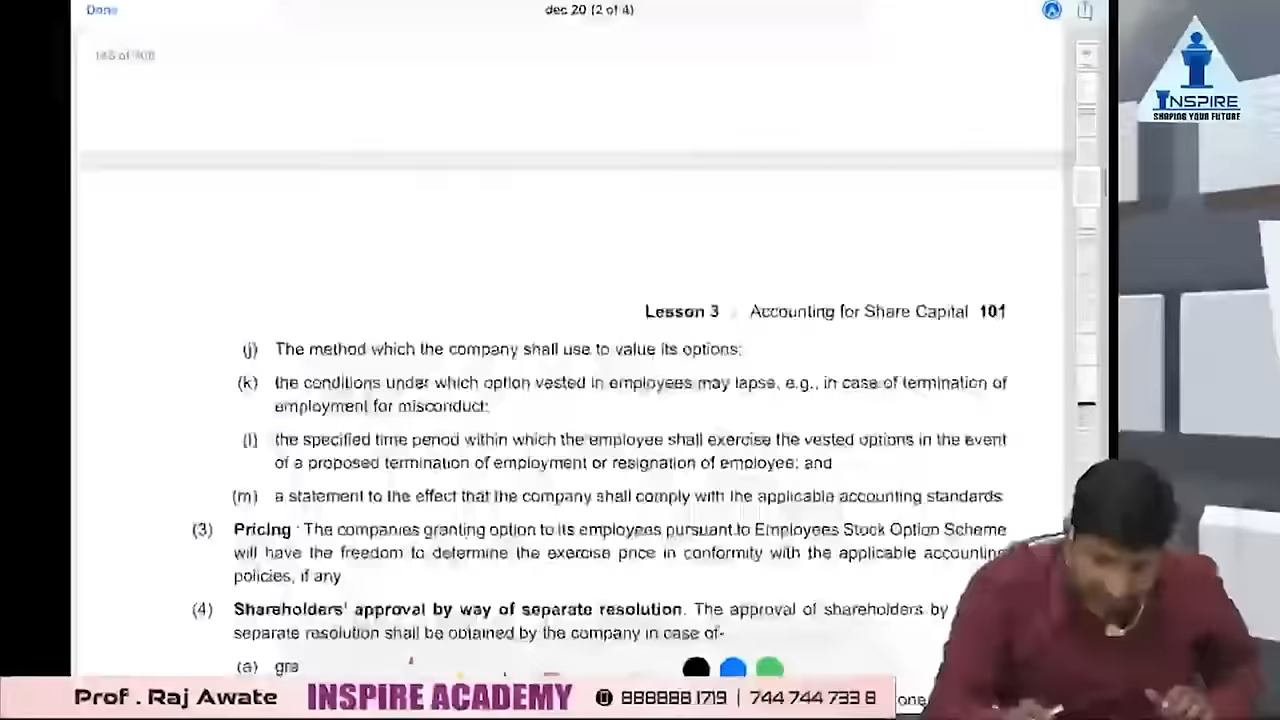 Done
dec 20 (2 of 4)
INSPIRE
SHAPING YOUR FUTURE
Lesson 3 Accounting for Share Capital 101
(j) The method which the company shall use to value its options;
(k) the conditions under which option vested in employees may lapse, e.g., in case of termination of
employment for misconduct;
(l) the specified time period within which the employee shall exercise the vested options in the event
of a proposed termination of employment or resignation of employee; and
(m) a statement to the effect that the company shall comply with the applicable accounting standards
(3) Pricing : The companies granting option to its employees pursuant to Employees Stock Option Scheme
will have the freedom to determine the exercise price in conformity with the applicable accounting
policies, if any
(4) Shareholders' approval by way of separate resolution. The approval of shareholders by
separate resolution shall be obtained by the company in case of-
(a) gra
one
Prof . Raj Awate INSPIRE ACADEMY 888888 1719 | 744 744 733 8